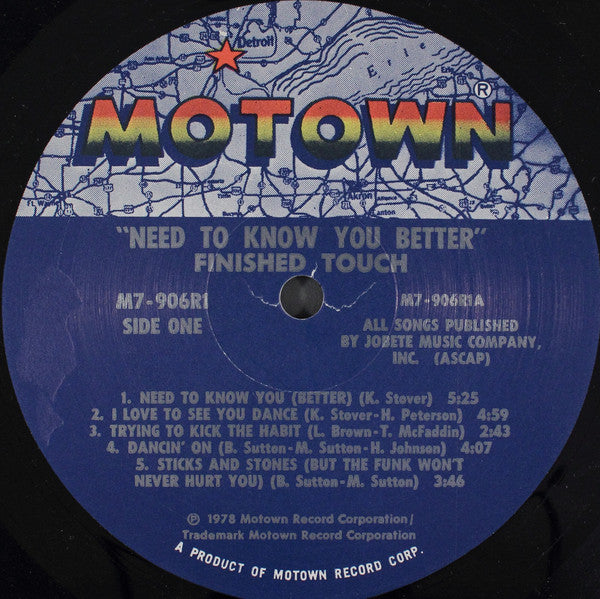 Detroit
Erie
MOTOWN®
Akron
Canton
"NEED TO KNOW YOU BETTER"
FINISHED TOUCH
M7-906R1
M7-906R1A
SIDE ONE
ALL SONGS PUBLISHED
BY JOBETE MUSIC COMPANY,
INC. (ASCAP)
1. NEED TO KNOW YOU (BETTER) (K. Stover) 5:25
2. I LOVE TO SEE YOU DANCE (K. Stover-H. Peterson) 4:59
3. TRYING TO KICK THE HABIT (L. Brown-T. McFaddin) 2:43
4. DANCIN' ON (B. Sutton-M. Sutton-H. Johnson) 4:07
5. STICKS AND STONES (BUT THE FUNK WON'T
NEVER HURT YOU) (B. Sutton-M. Sutton) 3:46
℗ 1978 Motown Record Corporation/
Trademark Motown Record Corporation
A PRODUCT OF MOTOWN RECORD CORP.